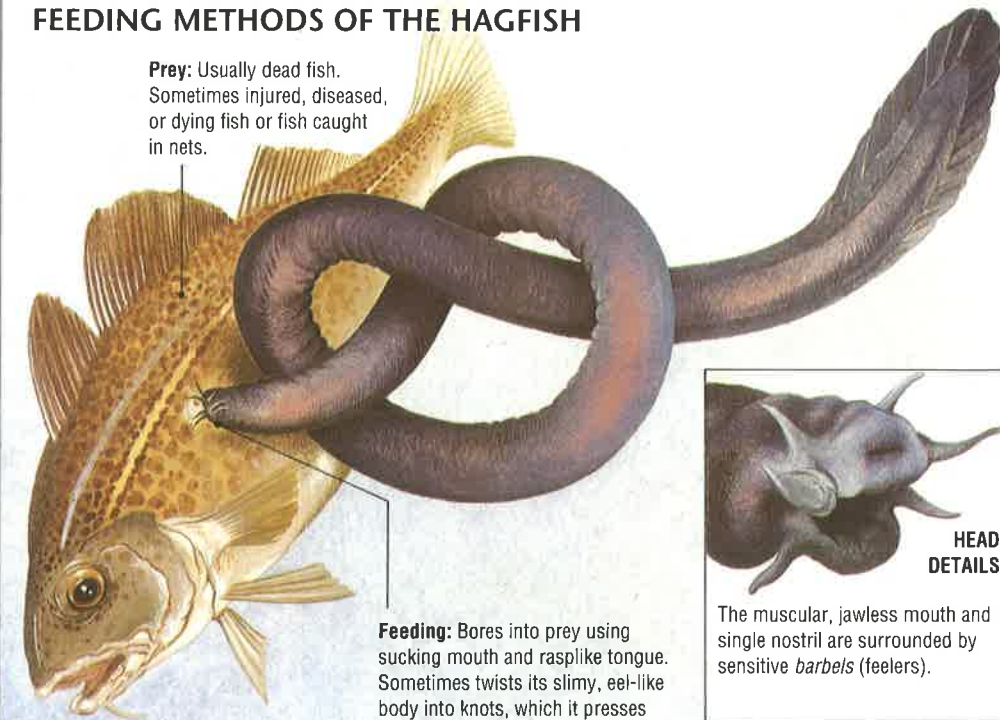 FEEDING METHODS OF THE HAGFISH
Prey: Usually dead fish.
Sometimes injured, diseased,
or dying fish or fish caught
in nets.
Feeding: Bores into prey using
sucking mouth and rasplike tongue.
Sometimes twists its slimy, eel-like
body into knots, which it presses
HEAD
DETAILS
The muscular, jawless mouth and
single nostril are surrounded by
sensitive barbels (feelers).